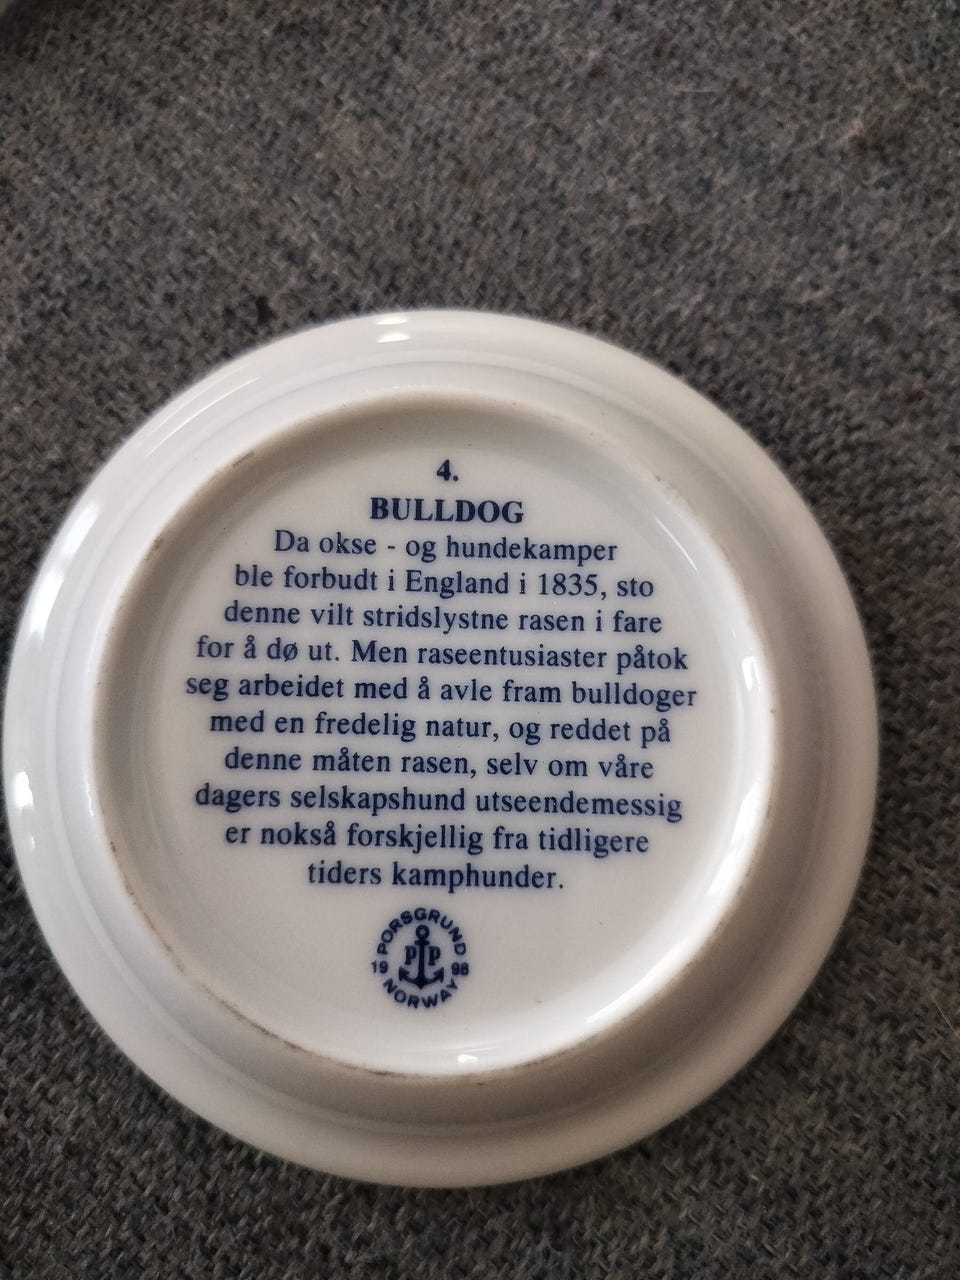 4.
BULLDOG
Da okse - og hundekamper
ble forbudt i England i 1835, sto
denne vilt stridslystne rasen i fare
for å dø ut. Men raseentusiaster påtok
seg arbeidet med å avle fram bulldoger
med en fredelig natur, og reddet på
denne måten rasen, selv om våre
dagers selskapshund utseendemessig
er nokså forskjellig fra tidligere
tiders kamphunder.
PORSGRUND
PP
19 98
NORWAY